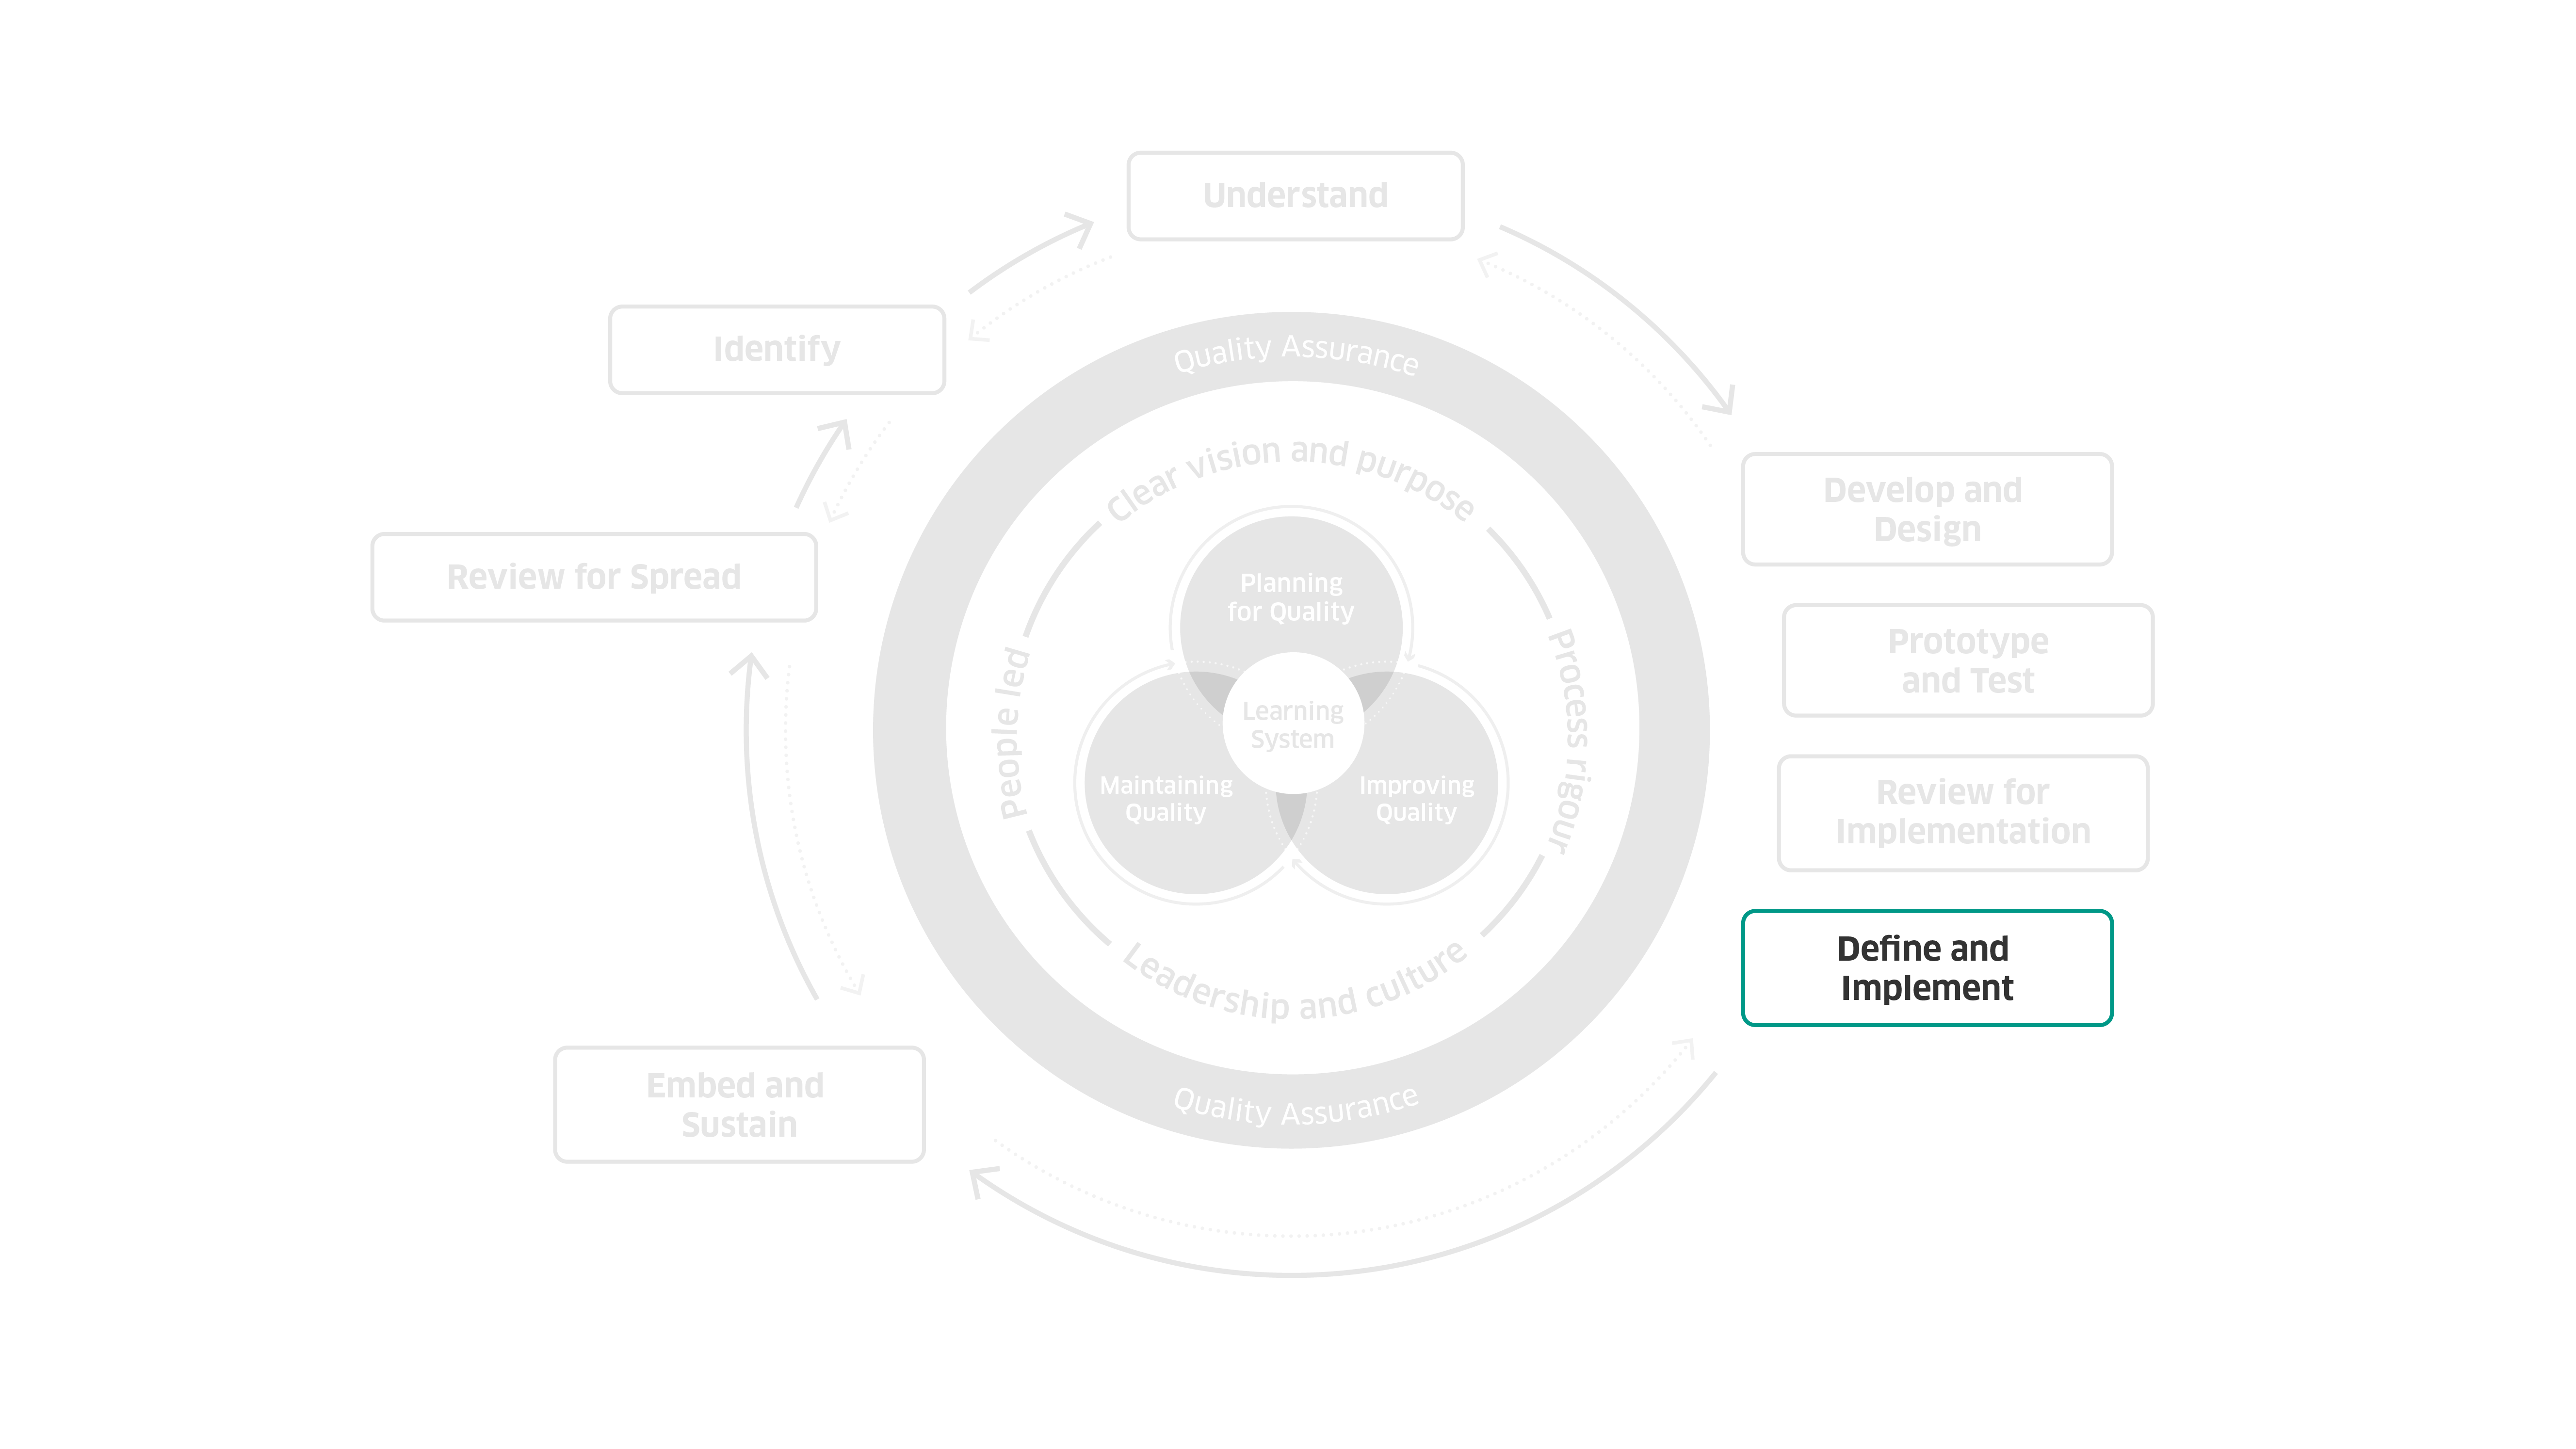 Understand
Identify
Quality Assurance
Clear vision and purpose
Develop and
Design
Review for Spread
Planning
for Quality
Prototype
and Test
People led
Process rigour
Learning
System
Maintaining
Quality
Improving
Quality
Review for
Implementation
Define and
Implement
Leadership and culture
Embed and
Sustain
Quality Assurance